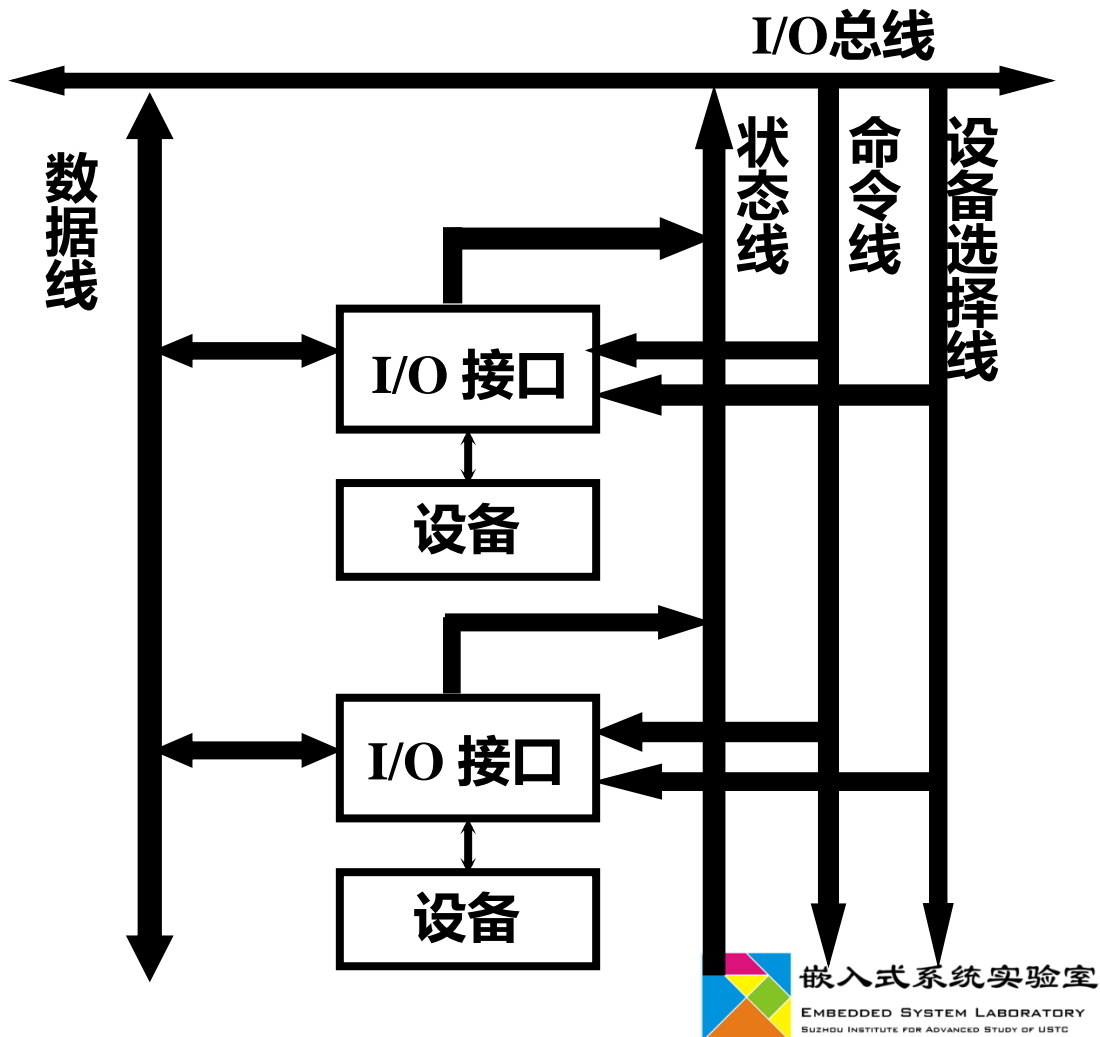 I/O总线
数据线
状态线
命令线
设备选择线
I/O 接口
设备
I/O 接口
设备
嵌入式系统实验室
EMBEDDED SYSTEM LABORATORY
SUZHOU INSTITUTE FOR ADVANCED STUDY OF USTC